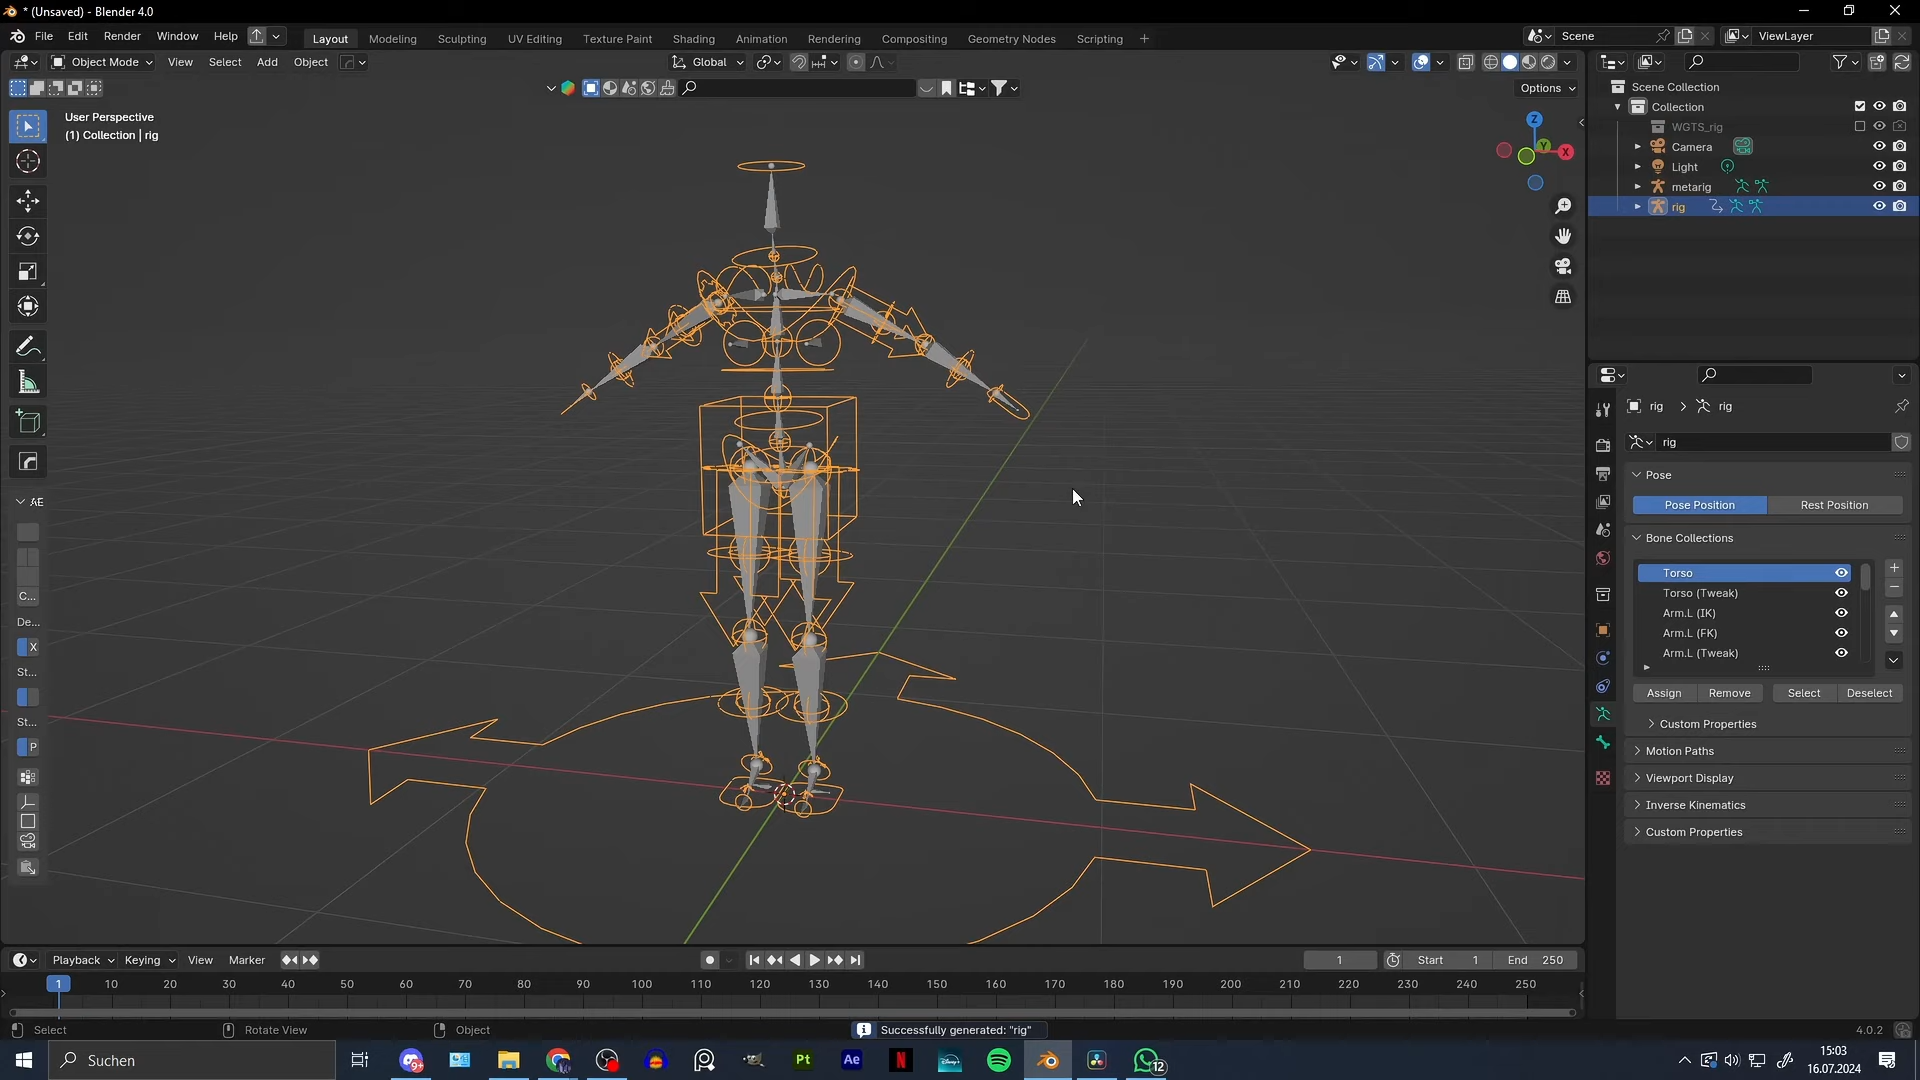 * (Unsaved) - Blender 4.0
File Edit Render Window Help
Layout Modeling Sculpting UV Editing Texture Paint Shading Animation Rendering Compositing Geometry Nodes Scripting +
Scene
ViewLayer
Object Mode View Select Add Object
Global
Options
User Perspective
(1) Collection | rig
Z
Y
X
Scene Collection
Collection
WGTS_rig
Camera
Light
metarig
rig
rig > rig
rig
Pose
Pose Position Rest Position
Bone Collections
Torso
Torso (Tweak)
Arm.L (IK)
Arm.L (FK)
Arm.L (Tweak)
Assign Remove Select Deselect
Custom Properties
Motion Paths
Viewport Display
Inverse Kinematics
Custom Properties
AE
C...
De...
X
St...
St...
P
Playback Keying View Marker
1 Start 1 End 250
1 10 20 30 40 50 60 70 80 90 100 110 120 130 140 150 160 170 180 190 200 210 220 230 240 250
Select Rotate View Object
Successfully generated: "rig"
4.0.2
Suchen
9+
Pt
Ae
N
12
15:03
16.07.2024